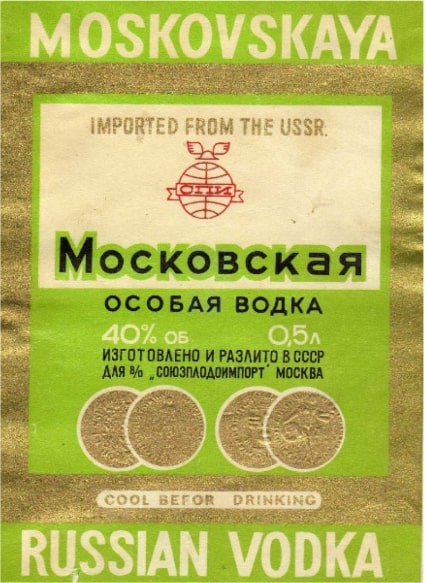 MOSKOVSKAYA
IMPORTED FROM THE USSR.
СПИ
Московская
ОСОБАЯ ВОДКА
40% ОБ 0,5л
ИЗГОТОВЛЕНО И РАЗЛИТО В СССР
ДЛЯ В/О „СОЮЗПЛОДОИМПОРТ" МОСКВА
COOL BEFOR DRINKING
RUSSIAN VODKA